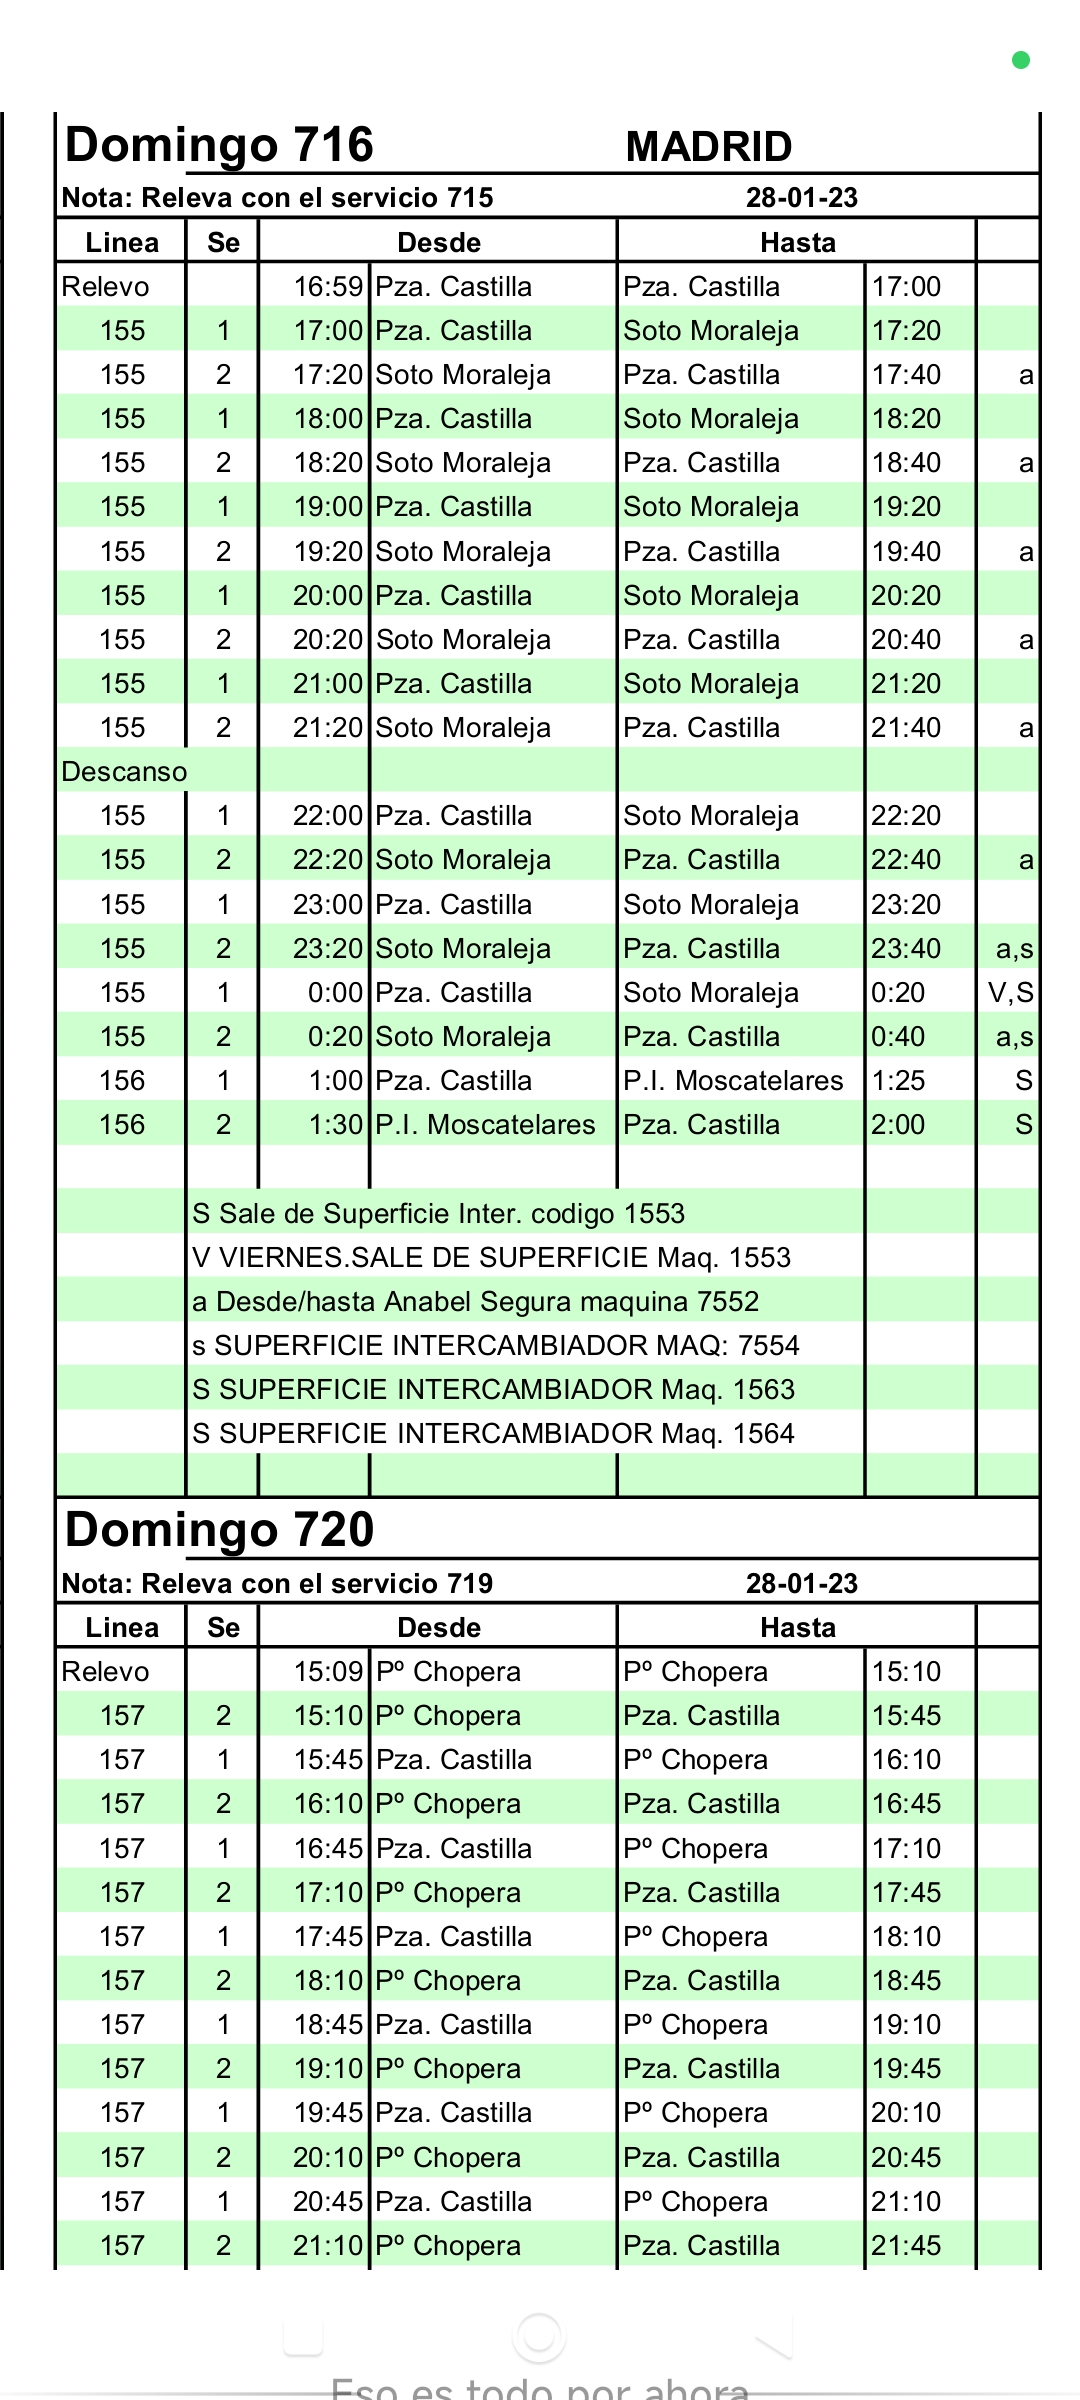 Domingo 716 MADRID
Nota: Releva con el servicio 715 28-01-23
Linea Se Desde Hasta
Relevo 16:59 Pza. Castilla Pza. Castilla 17:00
155 1 17:00 Pza. Castilla Soto Moraleja 17:20
155 2 17:20 Soto Moraleja Pza. Castilla 17:40 a
155 1 18:00 Pza. Castilla Soto Moraleja 18:20
155 2 18:20 Soto Moraleja Pza. Castilla 18:40 a
155 1 19:00 Pza. Castilla Soto Moraleja 19:20
155 2 19:20 Soto Moraleja Pza. Castilla 19:40 a
155 1 20:00 Pza. Castilla Soto Moraleja 20:20
155 2 20:20 Soto Moraleja Pza. Castilla 20:40 a
155 1 21:00 Pza. Castilla Soto Moraleja 21:20
155 2 21:20 Soto Moraleja Pza. Castilla 21:40 a
Descanso
155 1 22:00 Pza. Castilla Soto Moraleja 22:20
155 2 22:20 Soto Moraleja Pza. Castilla 22:40 a
155 1 23:00 Pza. Castilla Soto Moraleja 23:20
155 2 23:20 Soto Moraleja Pza. Castilla 23:40 a,s
155 1 0:00 Pza. Castilla Soto Moraleja 0:20 V,S
155 2 0:20 Soto Moraleja Pza. Castilla 0:40 a,s
156 1 1:00 Pza. Castilla P.I. Moscatelares 1:25 S
156 2 1:30 P.I. Moscatelares Pza. Castilla 2:00 S
S Sale de Superficie Inter. codigo 1553
V VIERNES.SALE DE SUPERFICIE Maq. 1553
a Desde/hasta Anabel Segura maquina 7552
s SUPERFICIE INTERCAMBIADOR MAQ: 7554
S SUPERFICIE INTERCAMBIADOR Maq. 1563
S SUPERFICIE INTERCAMBIADOR Maq. 1564
Domingo 720
Nota: Releva con el servicio 719 28-01-23
Linea Se Desde Hasta
Relevo 15:09 Pº Chopera Pº Chopera 15:10
157 2 15:10 Pº Chopera Pza. Castilla 15:45
157 1 15:45 Pza. Castilla Pº Chopera 16:10
157 2 16:10 Pº Chopera Pza. Castilla 16:45
157 1 16:45 Pza. Castilla Pº Chopera 17:10
157 2 17:10 Pº Chopera Pza. Castilla 17:45
157 1 17:45 Pza. Castilla Pº Chopera 18:10
157 2 18:10 Pº Chopera Pza. Castilla 18:45
157 1 18:45 Pza. Castilla Pº Chopera 19:10
157 2 19:10 Pº Chopera Pza. Castilla 19:45
157 1 19:45 Pza. Castilla Pº Chopera 20:10
157 2 20:10 Pº Chopera Pza. Castilla 20:45
157 1 20:45 Pza. Castilla Pº Chopera 21:10
157 2 21:10 Pº Chopera Pza. Castilla 21:45
Eso es todo por ahora